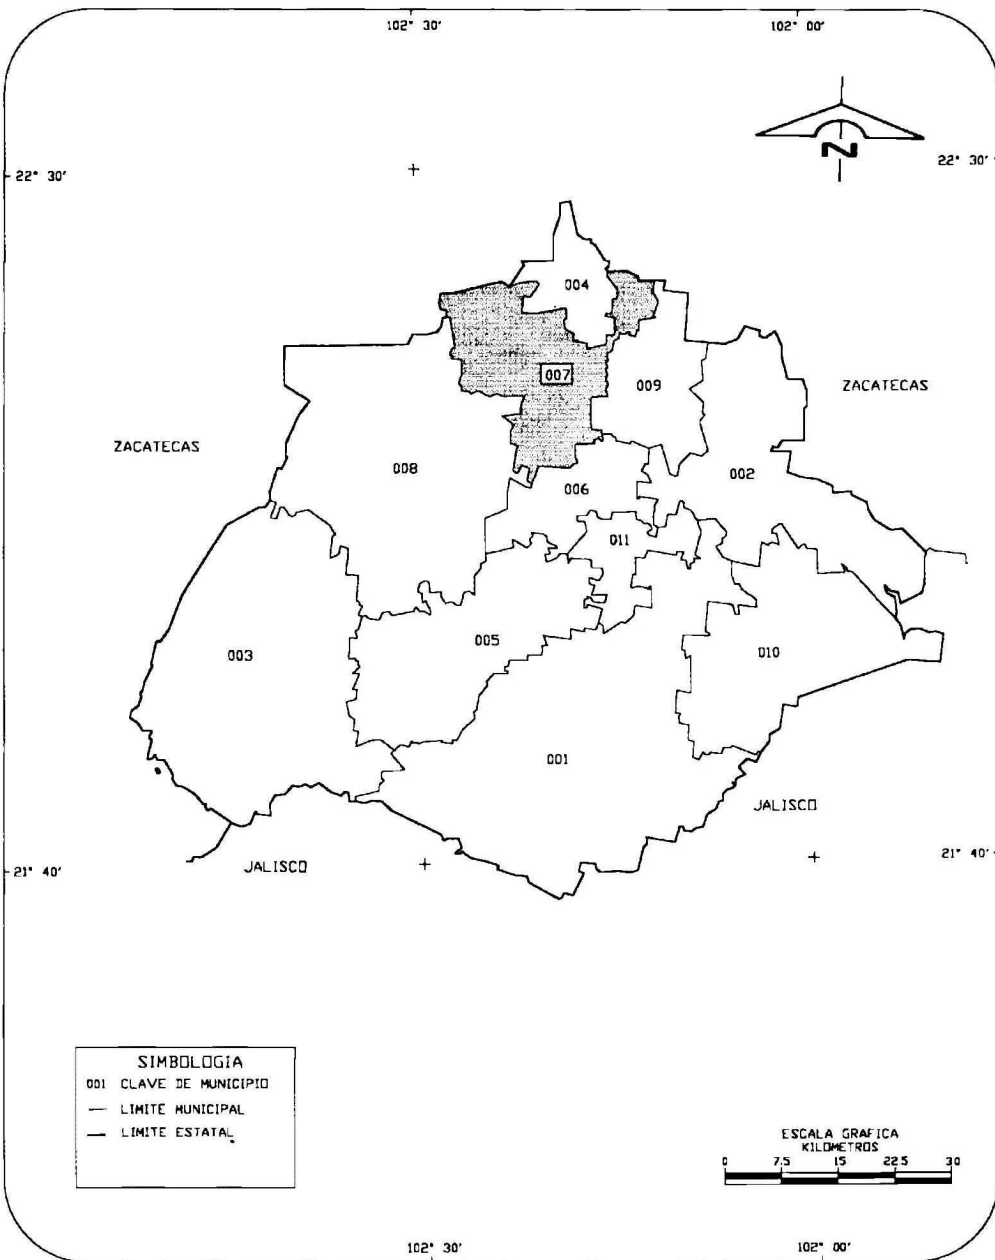 102° 30'
102° 00'
N
22° 30'
22° 30'
004
007
009
ZACATECAS
ZACATECAS
008
002
006
011
003
005
010
001
JALISCO
JALISCO
21° 40'
21° 40'
SIMBOLOGIA
001 CLAVE DE MUNICIPIO
LIMITE MUNICIPAL
LIMITE ESTATAL
ESCALA GRAFICA
KILOMETROS
0 7.5 15 22.5 30
102° 30'
102° 00'